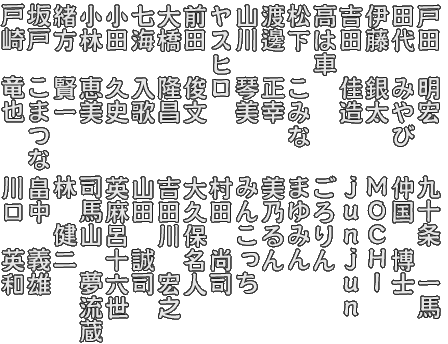 戸田 明宏
田代 みやび
伊藤 銀太
吉田 佳造
高は車
松下 こみな
渡邊 正幸
山川 琴美
ヤスヒロ
前田 俊文
大橋 隆昌
七海 入歌
小田 久史
小林 恵美
緒方 賢一
坂戸 こまつな
戸崎 竜也
九十条 一馬
仲国 博士
MOCHI
junjun
ごろりん
まゆみん
美乃るん
みんこっち
村田 尚司
大久保名人
吉田川 宏之
山田 誠司
英麻呂十六世
司馬山 夢流蔵
林 健二
畠中 義雄
川口 英和